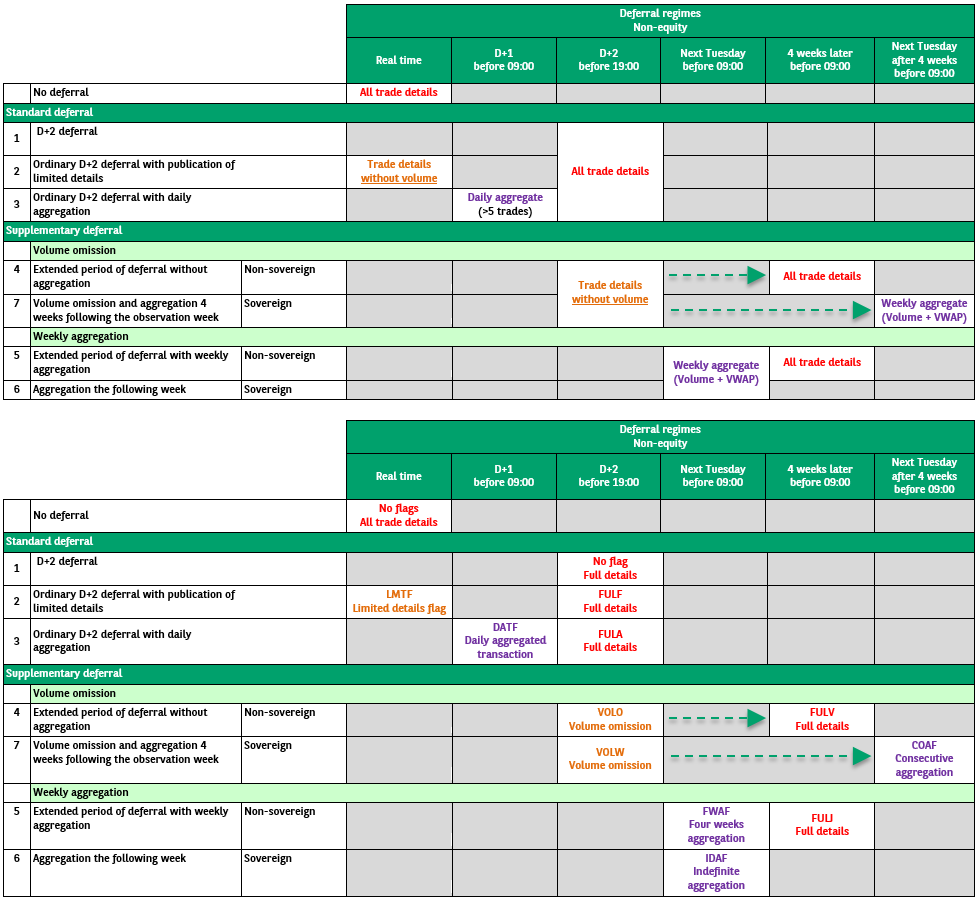 Deferral regimes
Non-equity
Real time
D+1
before 09:00
D+2
before 19:00
Next Tuesday
before 09:00
4 weeks later
before 09:00
Next Tuesday
after 4 weeks
before 09:00
No deferral
All trade details
Standard deferral
1
D+2 deferral
2
Ordinary D+2 deferral with publication of
limited details
Trade details
without volume
All trade details
3
Ordinary D+2 deferral with daily
aggregation
Daily aggregate
(>5 trades)
Supplementary deferral
Volume omission
4
Extended period of deferral without
aggregation
Non-sovereign
Trade details
without volume
All trade details
7
Volume omission and aggregation 4
weeks following the observation week
Sovereign
Weekly aggregate
(Volume + VWAP)
Weekly aggregation
5
Extended period of deferral with weekly
aggregation
Non-sovereign
Weekly aggregate
(Volume + VWAP)
All trade details
6
Aggregation the following week
Sovereign
Deferral regimes
Non-equity
Real time
D+1
before 09:00
D+2
before 19:00
Next Tuesday
before 09:00
4 weeks later
before 09:00
Next Tuesday
after 4 weeks
before 09:00
No deferral
No flags
All trade details
Standard deferral
1
D+2 deferral
No flag
Full details
2
Ordinary D+2 deferral with publication of
limited details
LMTF
Limited details flag
FULF
Full details
3
Ordinary D+2 deferral with daily
aggregation
DATF
Daily aggregated
transaction
FULA
Full details
Supplementary deferral
Volume omission
4
Extended period of deferral without
aggregation
Non-sovereign
VOLO
Volume omission
FULV
Full details
7
Volume omission and aggregation 4
weeks following the observation week
Sovereign
VOLW
Volume omission
COAF
Consecutive
aggregation
Weekly aggregation
5
Extended period of deferral with weekly
aggregation
Non-sovereign
FWAF
Four weeks
aggregation
FULJ
Full details
6
Aggregation the following week
Sovereign
IDAF
Indefinite
aggregation